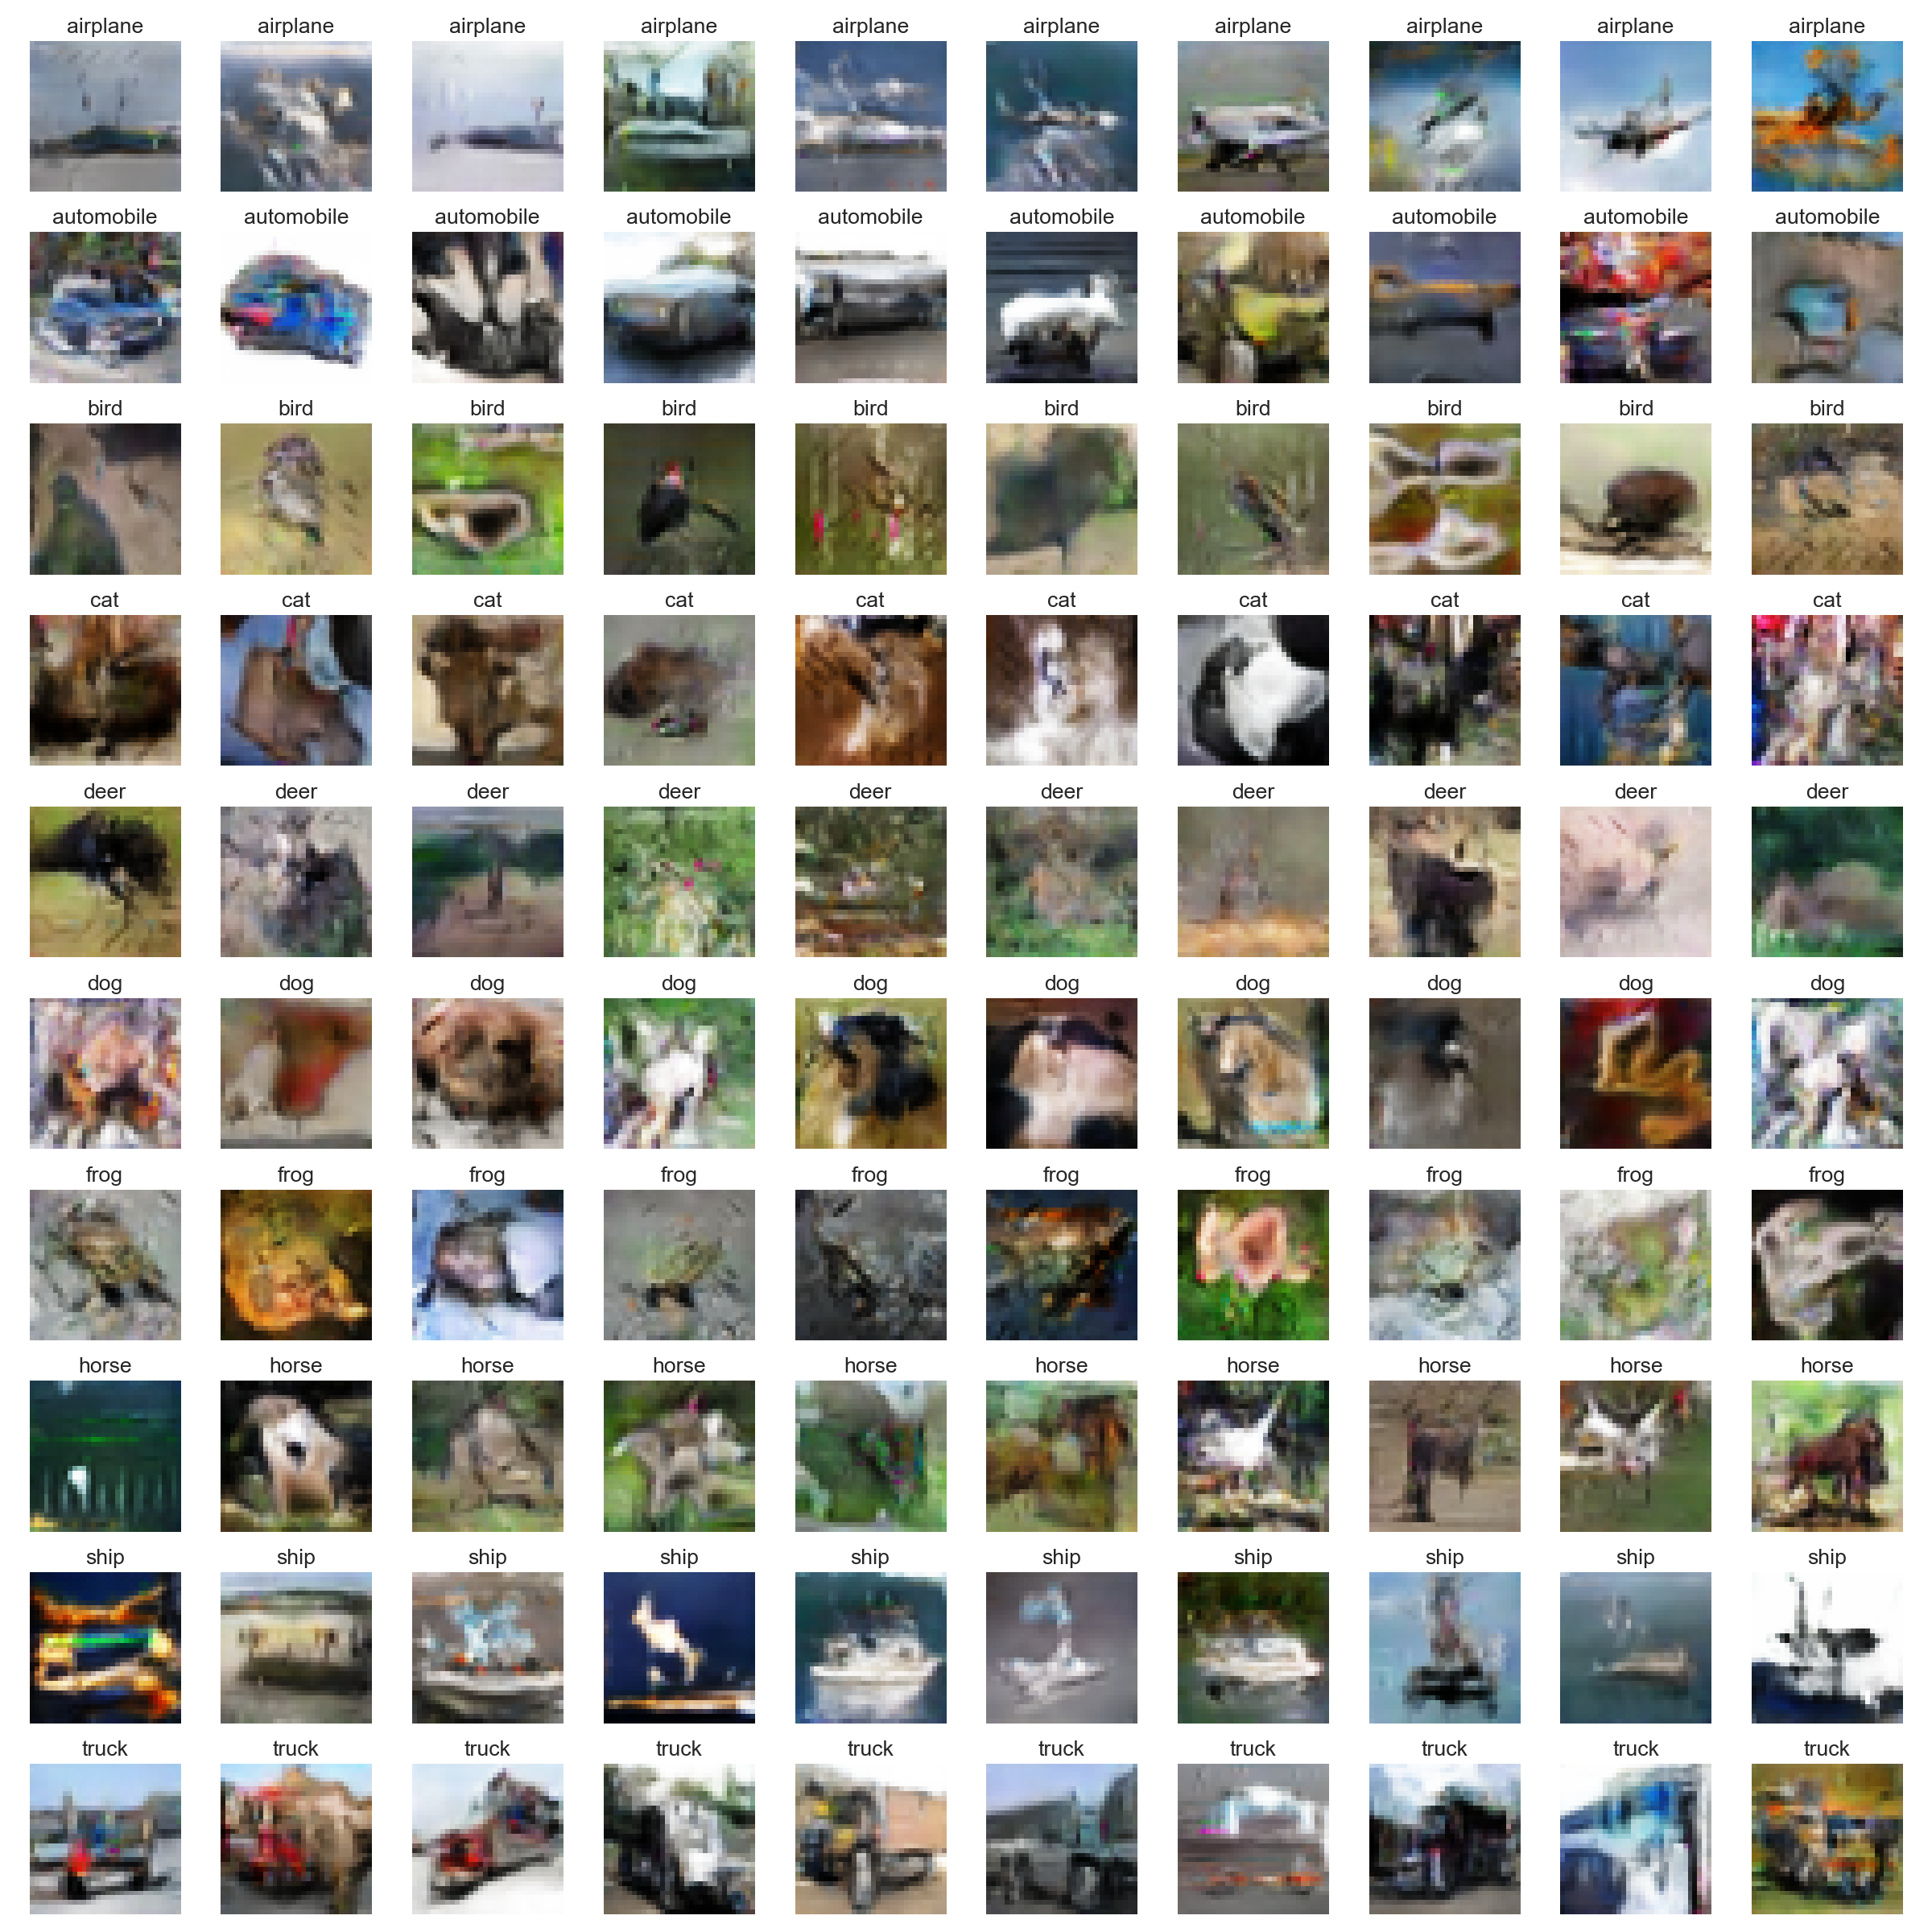 airplane airplane airplane airplane airplane airplane airplane airplane airplane airplane
automobile automobile automobile automobile automobile automobile automobile automobile automobile automobile
bird bird bird bird bird bird bird bird bird bird
cat cat cat cat cat cat cat cat cat cat
deer deer deer deer deer deer deer deer deer deer
dog dog dog dog dog dog dog dog dog dog
frog frog frog frog frog frog frog frog frog frog
horse horse horse horse horse horse horse horse horse horse
ship ship ship ship ship ship ship ship ship ship
truck truck truck truck truck truck truck truck truck truck